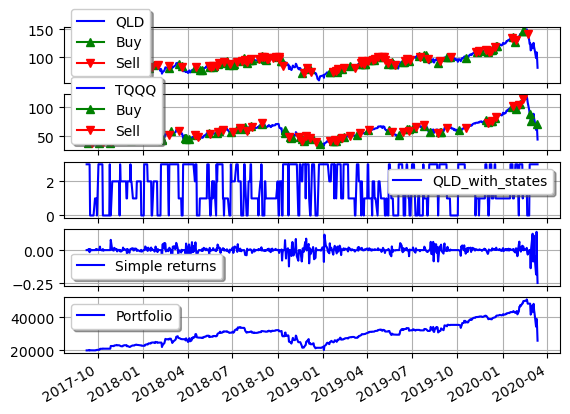 QLD
Buy
Sell
150
100
TQQQ
Buy
Sell
100
50
QLD_with_states
2
0
Simple returns
0.00
−0.25
Portfolio
40000
20000
2017-10 2018-01 2018-04 2018-07 2018-10 2019-01 2019-04 2019-07 2019-10 2020-01 2020-04